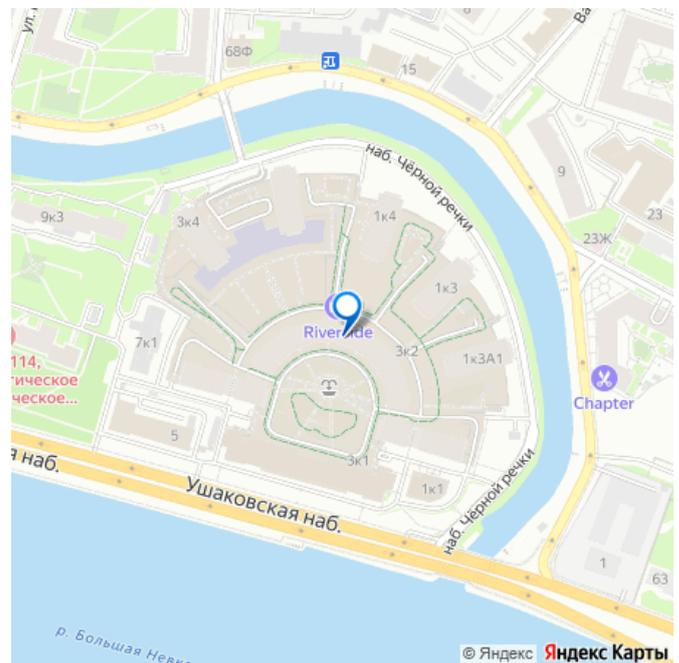 ул.
68Ф
15
Ва
наб. Чёрной речки
9
9к3
3к4
1к4
23
23Ж
1к3
Riverside
7к1
3к2
1к3А1
114,
тическое
ческое...
Chapter
5
3к1
я наб.
Ушаковская наб.
1к1
наб. Чёрной речки
1
63
р. Большая Невк
© Яндекс Яндекс Карты